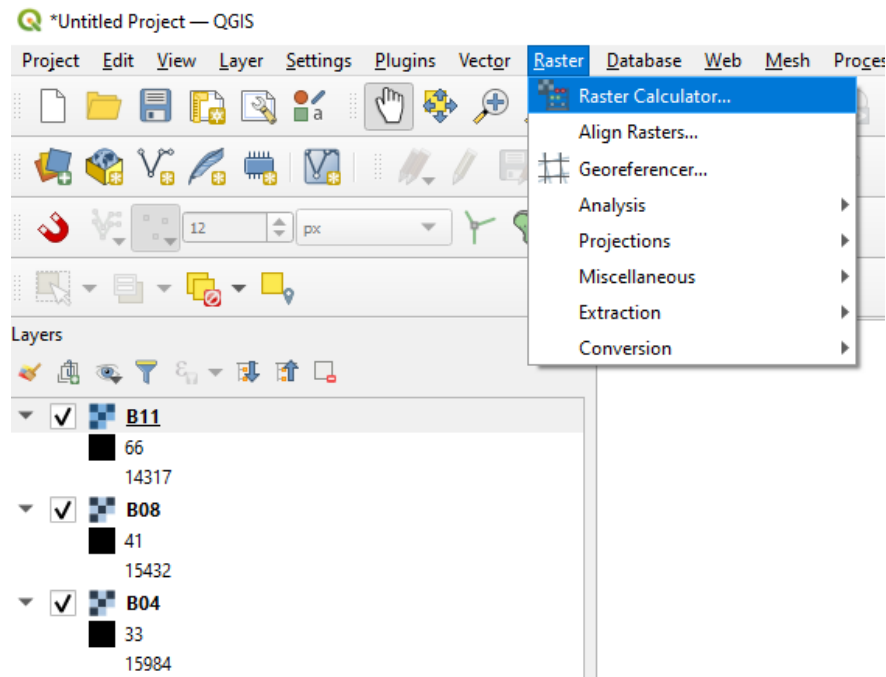 *Untitled Project — QGIS
Project Edit View Layer Settings Plugins Vector Raster Database Web Mesh Proces
Raster Calculator...
Align Rasters...
Georeferencer...
Analysis
Projections
Miscellaneous
Extraction
Conversion
a
12 px
Layers
B11
66
14317
B08
41
15432
B04
33
15984